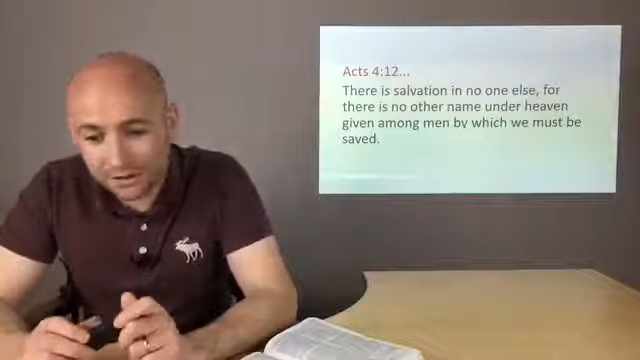 Acts 4:12...
There is salvation in no one else, for
there is no other name under heaven
given among men by which we must be
saved.